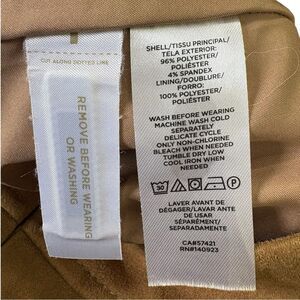 CUT ALONG DOTTED LINE
REMOVE BEFORE WEARING
OR WASHING
SHELL/TISSU PRINCIPAL/
TELA EXTERIOR:
96% POLYESTER/
POLIÉSTER
4% SPANDEX
LINING/DOUBLURE/
FORRO:
100% POLYESTER/
POLIÉSTER
WASH BEFORE WEARING
MACHINE WASH COLD
SEPARATELY
DELICATE CYCLE
ONLY NON-CHLORINE
BLEACH WHEN NEEDED
TUMBLE DRY LOW
COOL IRON WHEN
NEEDED
30
P
LAVER AVANT DE
DÉGAGER/LAVAR ANTE
DE USAR
SÉPARÉMENT/
SEPARADAMENTE
CA#57421
RN#140923